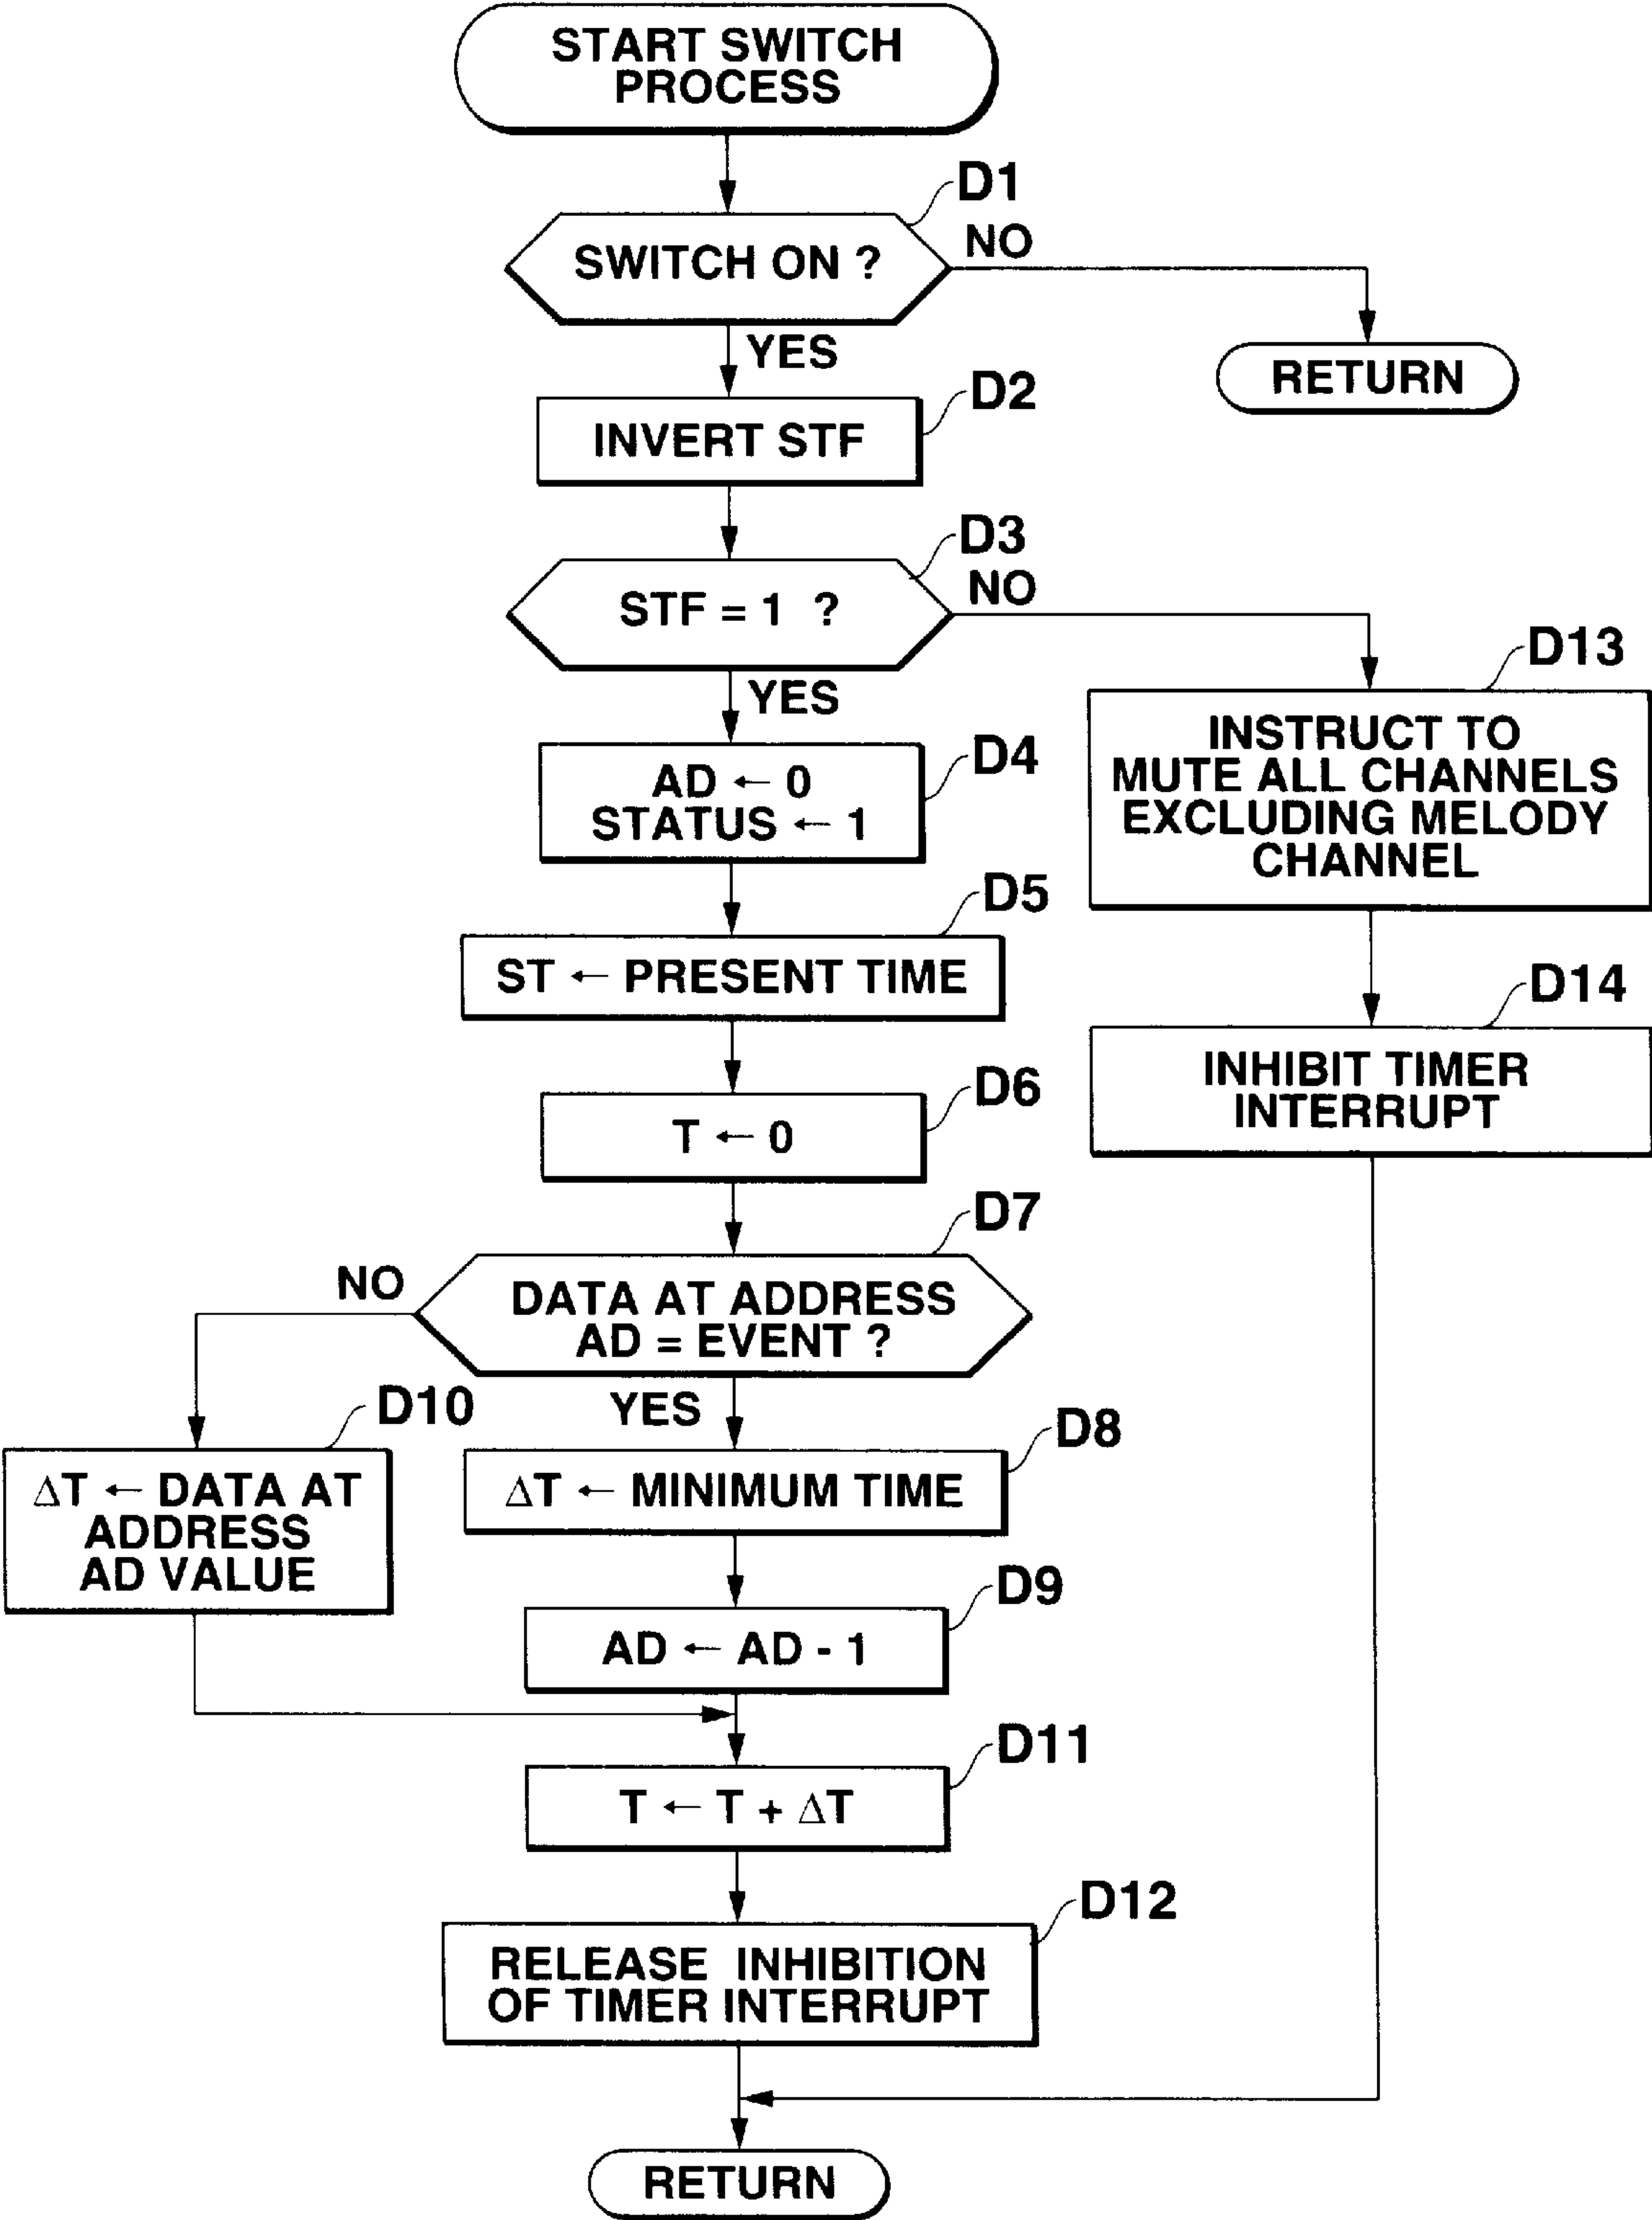 START SWITCH
PROCESS
D1
SWITCH ON ?
NO
YES
RETURN
D2
INVERT STF
D3
STF = 1 ?
NO
YES
D13
INSTRUCT TO
MUTE ALL CHANNELS
EXCLUDING MELODY
CHANNEL
D4
AD ← 0
STATUS ← 1
D5
ST ← PRESENT TIME
D14
INHIBIT TIMER
INTERRUPT
D6
T ← 0
D7
NO
DATA AT ADDRESS
AD = EVENT ?
YES
D10
ΔT ← DATA AT
ADDRESS
AD VALUE
D8
ΔT ← MINIMUM TIME
D9
AD ← AD - 1
D11
T ← T + ΔT
D12
RELEASE INHIBITION
OF TIMER INTERRUPT
RETURN